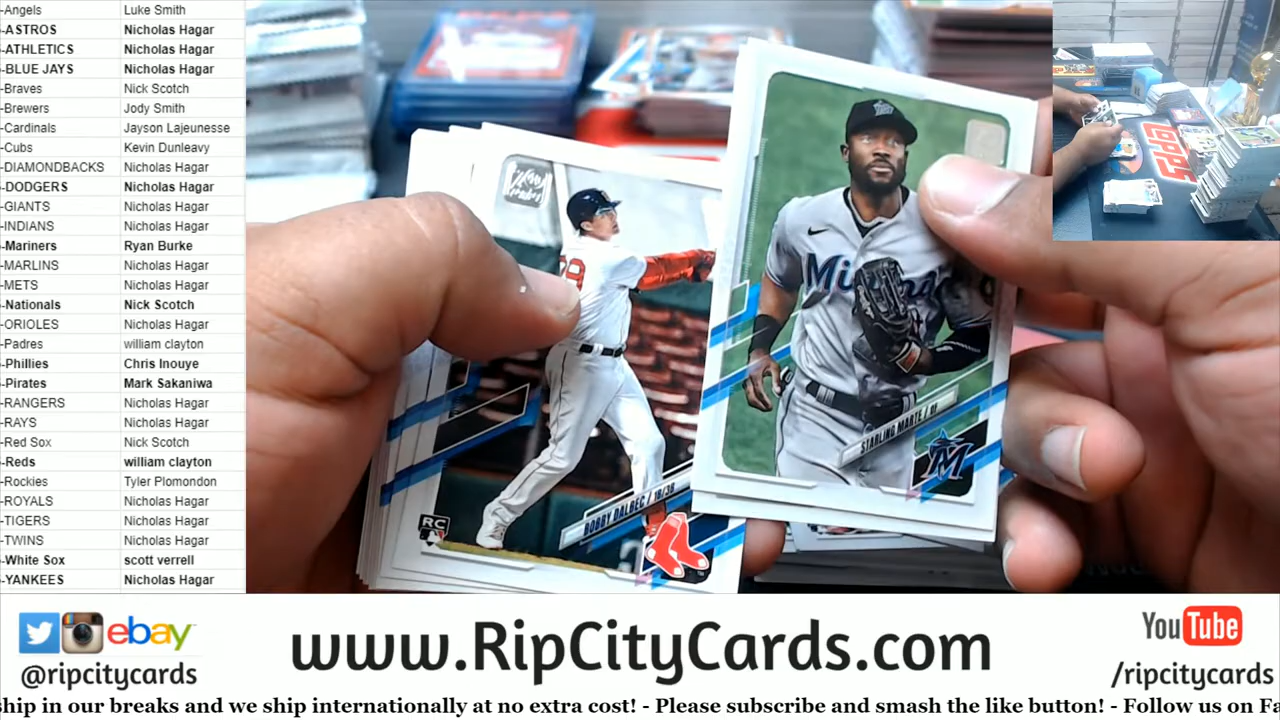 -Angels Luke Smith
-ASTROS Nicholas Hagar
-ATHLETICS Nicholas Hagar
-BLUE JAYS Nicholas Hagar
-Braves Nick Scotch
-Brewers Jody Smith
-Cardinals Jayson Lajeunesse
-Cubs Kevin Dunleavy
-DIAMONDBACKS Nicholas Hagar
-DODGERS Nicholas Hagar
-GIANTS Nicholas Hagar
-INDIANS Nicholas Hagar
-Mariners Ryan Burke
-MARLINS Nicholas Hagar
-METS Nicholas Hagar
-Nationals Nick Scotch
-ORIOLES Nicholas Hagar
-Padres william clayton
-Phillies Chris Inouye
-Pirates Mark Sakaniwa
-RANGERS Nicholas Hagar
-RAYS Nicholas Hagar
-Red Sox Nick Scotch
-Reds william clayton
-Rockies Tyler Plomondon
-ROYALS Nicholas Hagar
-TIGERS Nicholas Hagar
-TWINS Nicholas Hagar
-White Sox scott verrell
-YANKEES Nicholas Hagar
TOPPS
BOBBY DALBEC / 1B/3B
RC
STARLING MARTE / OF
M
ebay
@ripcitycards
www.RipCityCards.com
YouTube
/ripcitycards
ship in our breaks and we ship internationally at no extra cost! - Please subscribe and smash the like button! - Follow us on Fa